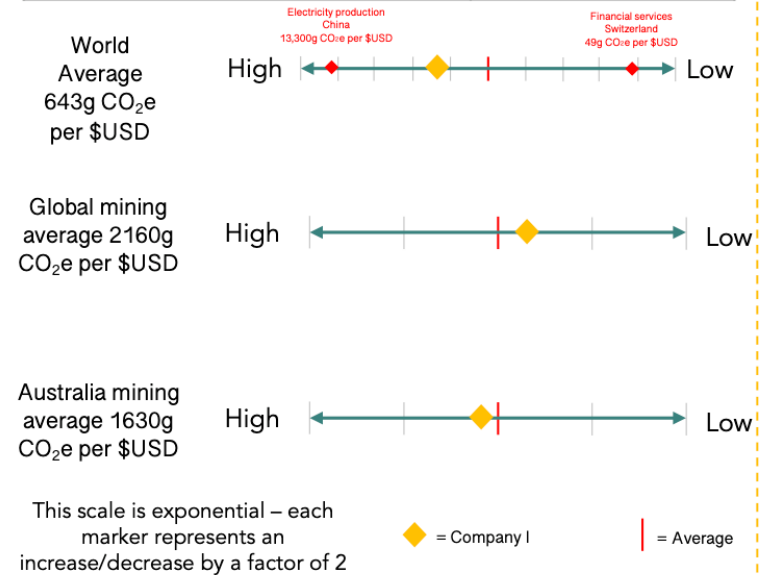 Electricity production
China
13,300g CO₂e per $USD
Financial services
Switzerland
49g CO₂e per $USD
World
Average
643g CO₂e
per $USD
High
Low
Global mining
average 2160g
CO₂e per $USD
High
Low
Australia mining
average 1630g
CO₂e per $USD
High
Low
This scale is exponential – each
marker represents an
increase/decrease by a factor of 2
= Company I
= Average